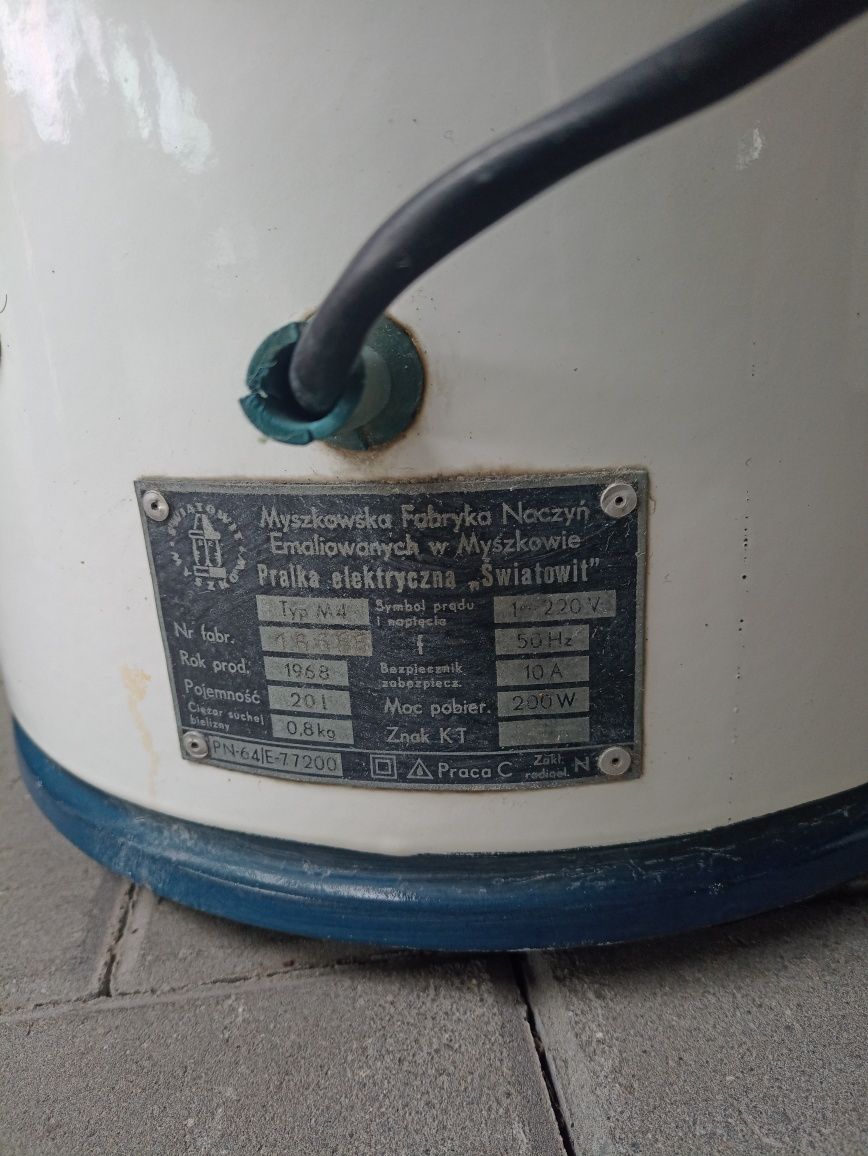 ŚWIATOWIT
Myszkowska Fabryka Naczyń
Emaliowanych w Myszkowie
Pralka elektryczna „Światowit"
Typ M4 Symbol prądu i napięcia 1~ 220 V
Nr fabr. f 50 Hz
Rok prod. 1968 Bezpiecznik zabezpiecz. 10 A
Pojemność 20 l Moc pobier. 200 W
Ciężar suchej bielizny 0,8 kg Znak KT
PN-64/E-77200 Praca C Zakł. radioel. N